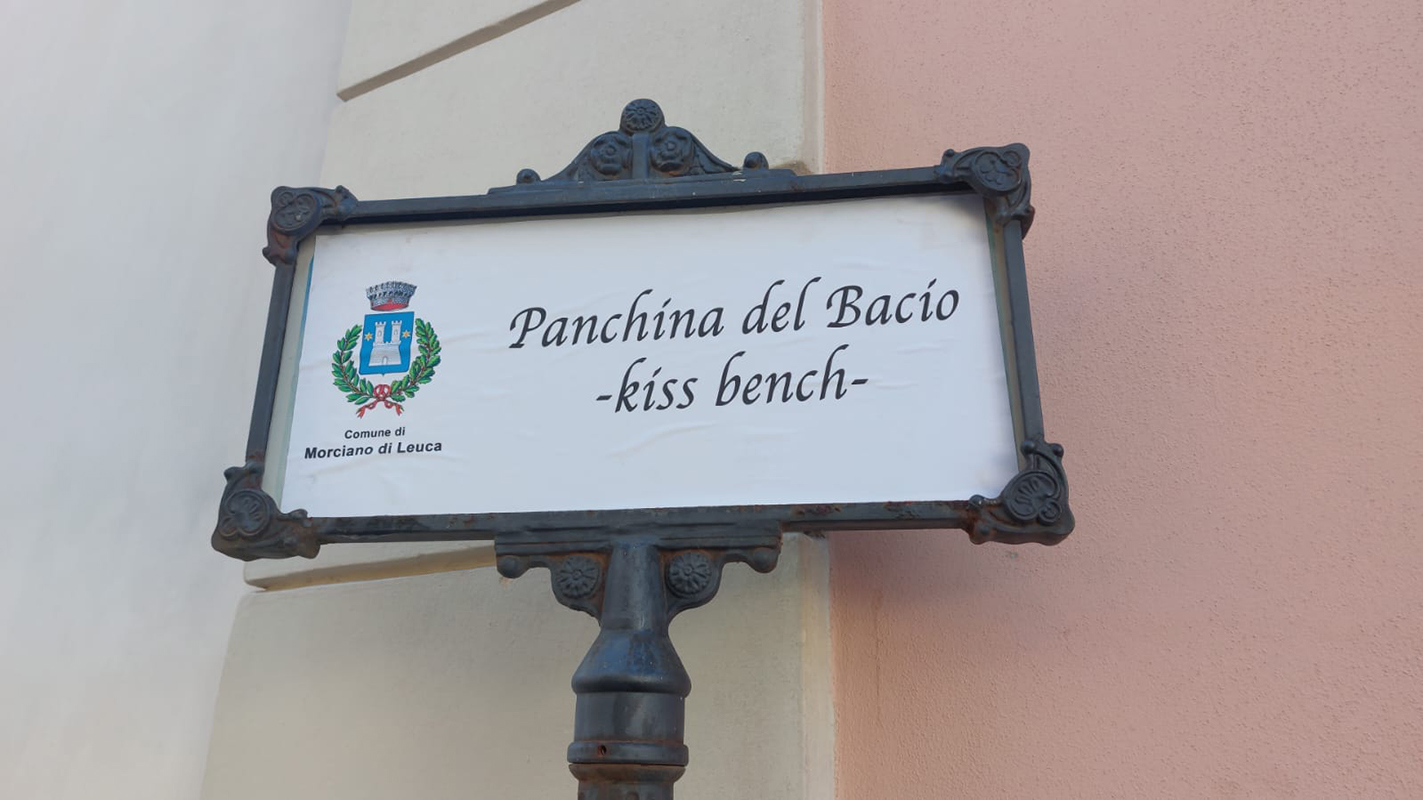 Panchina del Bacio
-kiss bench-
Comune di
Morciano di Leuca